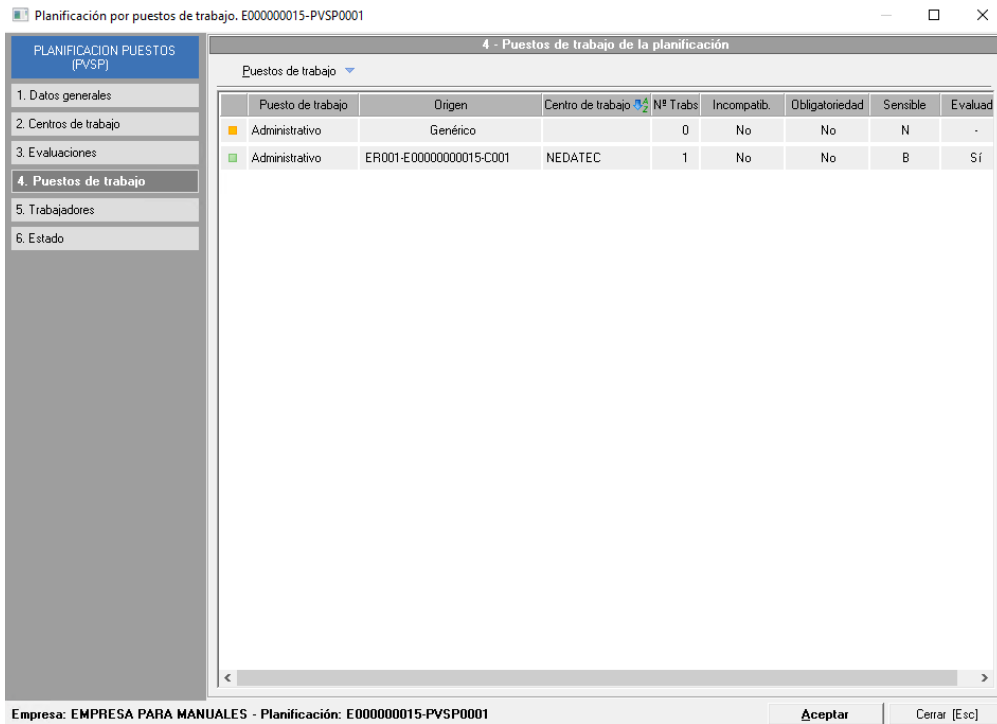 Planificación por puestos de trabajo. E000000015-PVSP0001
PLANIFICACION PUESTOS
(PVSP)
1. Datos generales
2. Centros de trabajo
3. Evaluaciones
4. Puestos de trabajo
5. Trabajadores
6. Estado
4 - Puestos de trabajo de la planificación
Puestos de trabajo
Puesto de trabajo Origen Centro de trabajo Nº Trabs Incompatib. Obligatoriedad Sensible Evaluad
Administrativo Genérico 0 No No N -
Administrativo ER001-E00000000015-C001 NEDATEC 1 No No B Sí
Empresa: EMPRESA PARA MANUALES - Planificación: E000000015-PVSP0001
Aceptar
Cerrar [Esc]